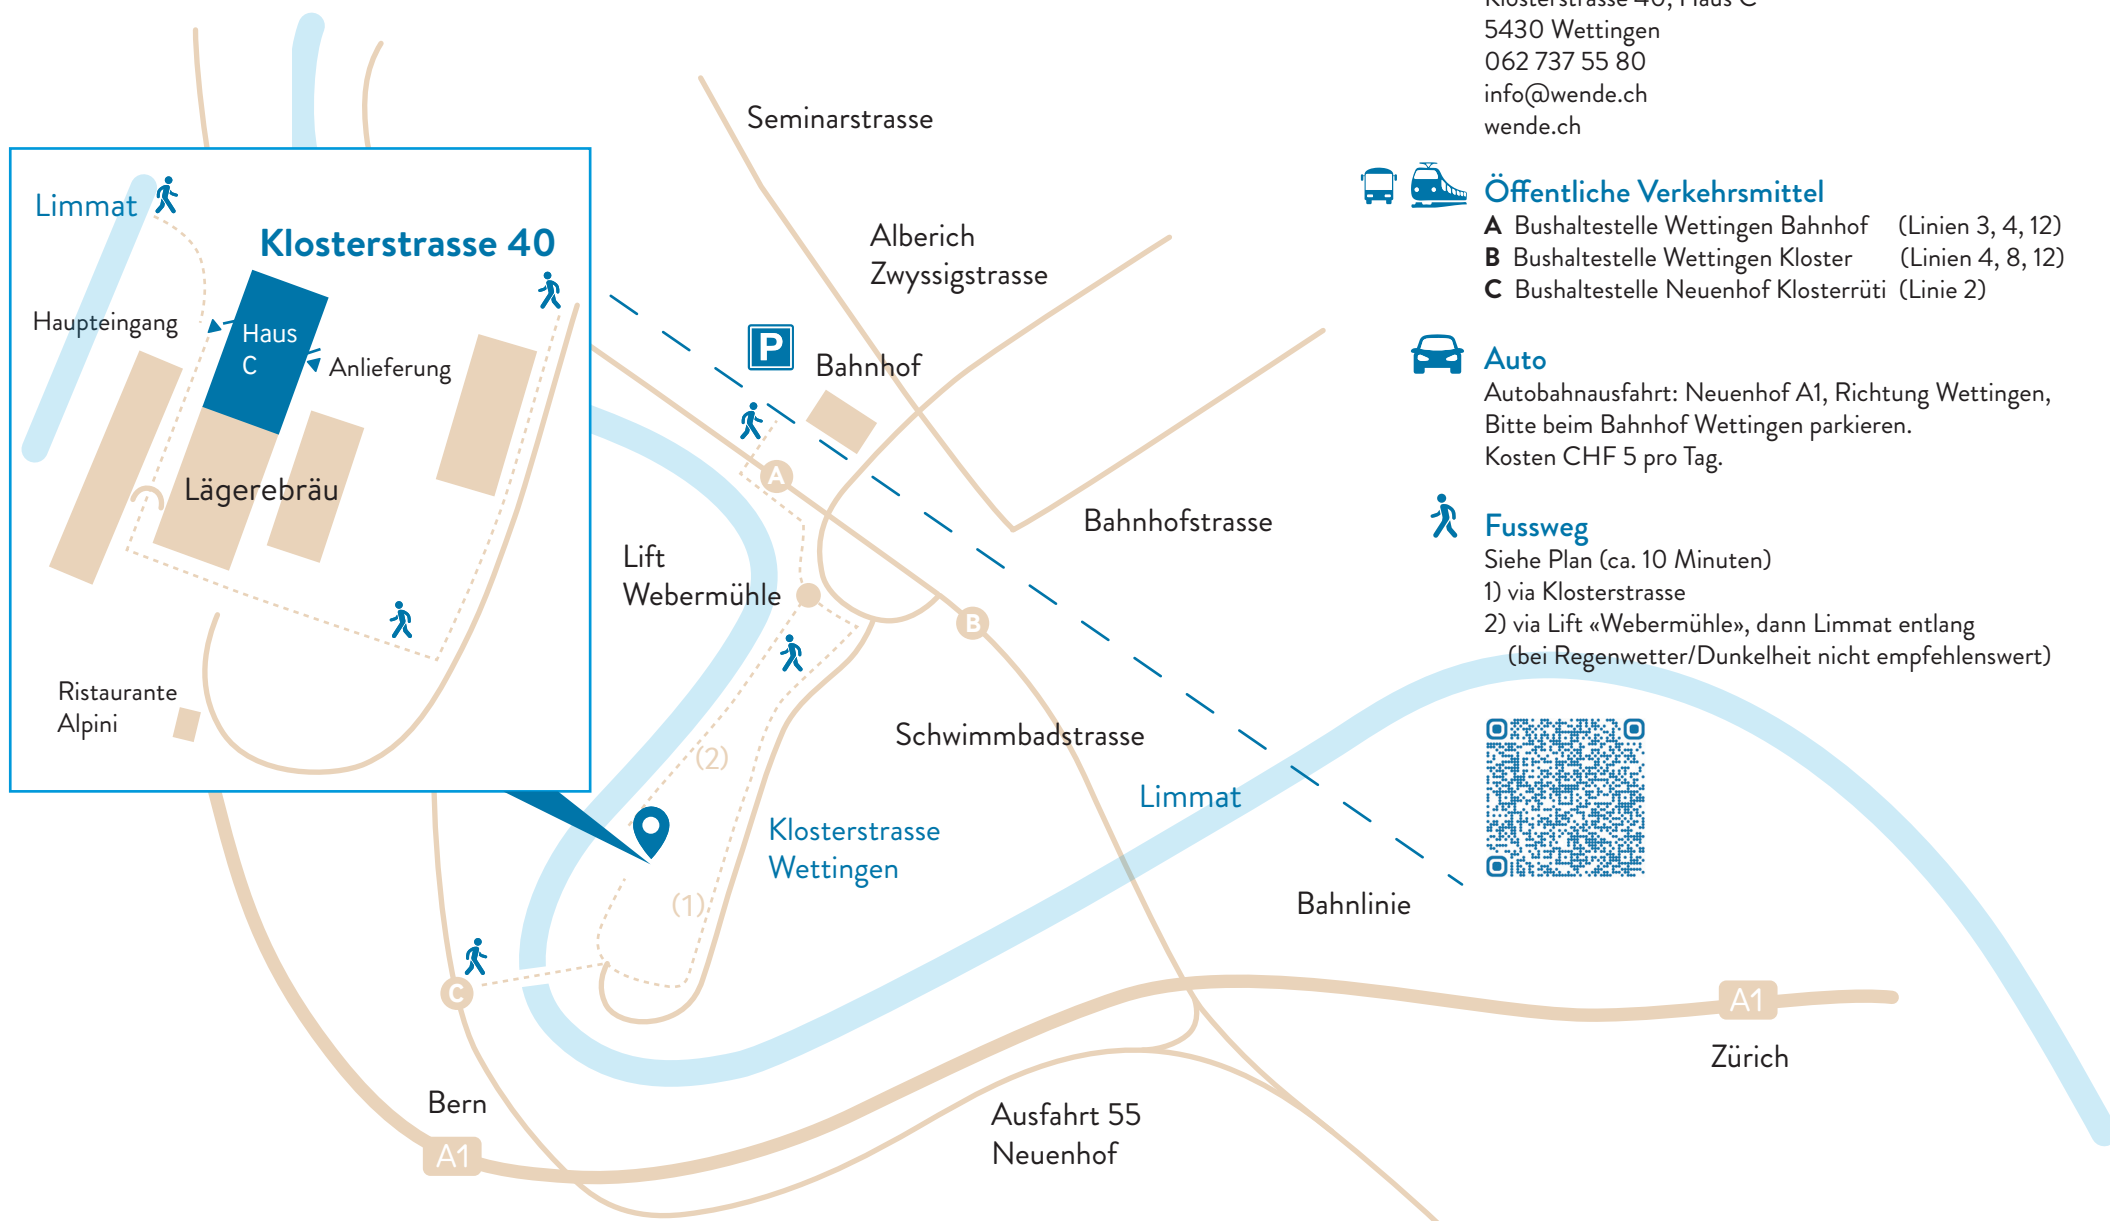 Klosterstrasse 40, Haus C
5430 Wettingen
062 737 55 80
info@wende.ch
wende.ch
Öffentliche Verkehrsmittel
A Bushaltestelle Wettingen Bahnhof (Linien 3, 4, 12)
B Bushaltestelle Wettingen Kloster (Linien 4, 8, 12)
C Bushaltestelle Neuenhof Klosterrüti (Linie 2)
Auto
Autobahnausfahrt: Neuenhof A1, Richtung Wettingen,
Bitte beim Bahnhof Wettingen parkieren.
Kosten CHF 5 pro Tag.
Fussweg
Siehe Plan (ca. 10 Minuten)
1) via Klosterstrasse
2) via Lift «Webermühle», dann Limmat entlang
(bei Regenwetter/Dunkelheit nicht empfehlenswert)
Limmat
Klosterstrasse 40
Haupteingang
Haus
C
Anlieferung
Lägerebräu
Ristaurante
Alpini
Seminarstrasse
Alberich
Zwyssigstrasse
P
Bahnhof
A
Bahnhofstrasse
Lift
Webermühle
B
Schwimmbadstrasse
(2)
Limmat
Klosterstrasse
Wettingen
(1)
Bahnlinie
C
A1
Zürich
Bern
A1
Ausfahrt 55
Neuenhof